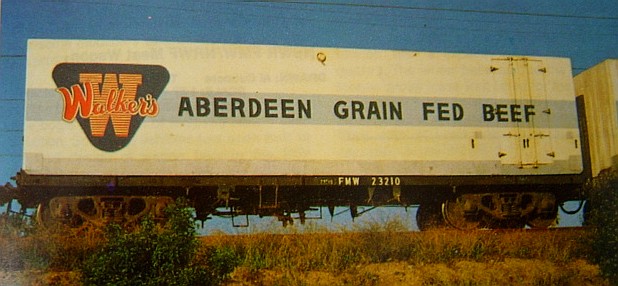 Walker's
W
ABERDEEN GRAIN FED BEEF
FMW 23210